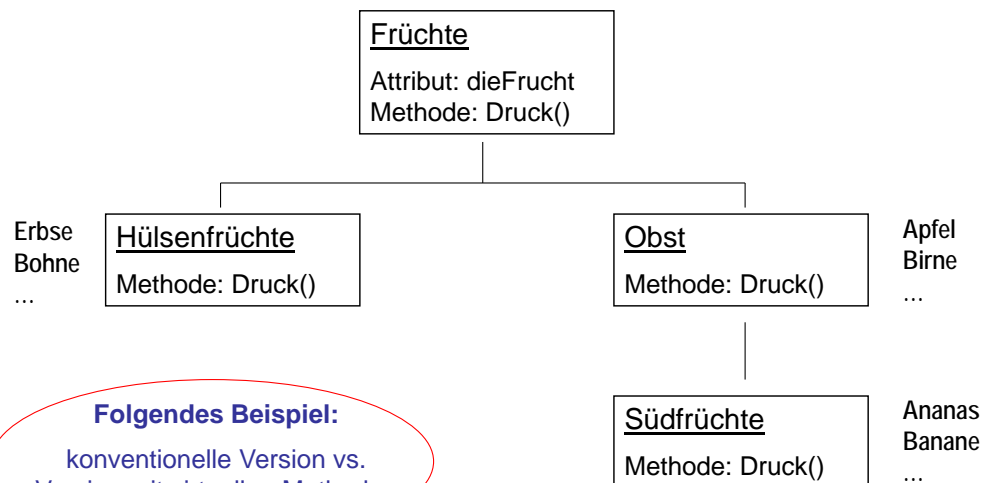 Früchte
Attribut: dieFrucht
Methode: Druck()
Erbse
Bohne
...
Hülsenfrüchte
Methode: Druck()
Obst
Methode: Druck()
Apfel
Birne
...
Folgendes Beispiel:
konventionelle Version vs.
Südfrüchte
Methode: Druck()
Ananas
Banane
...